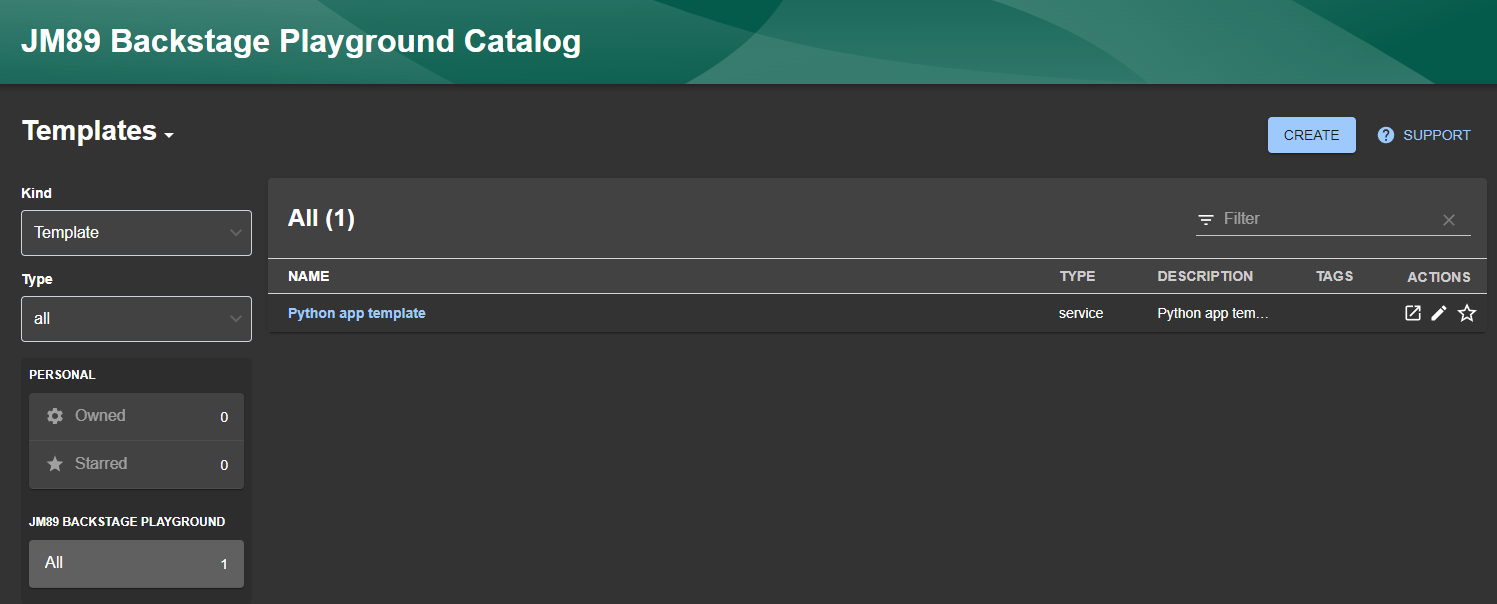 JM89 Backstage Playground Catalog
Templates
CREATE
? SUPPORT
Kind
Template
Type
all
PERSONAL
Owned 0
Starred 0
JM89 BACKSTAGE PLAYGROUND
All 1
All (1)
Filter
NAME TYPE DESCRIPTION TAGS ACTIONS
Python app template service Python app tem…